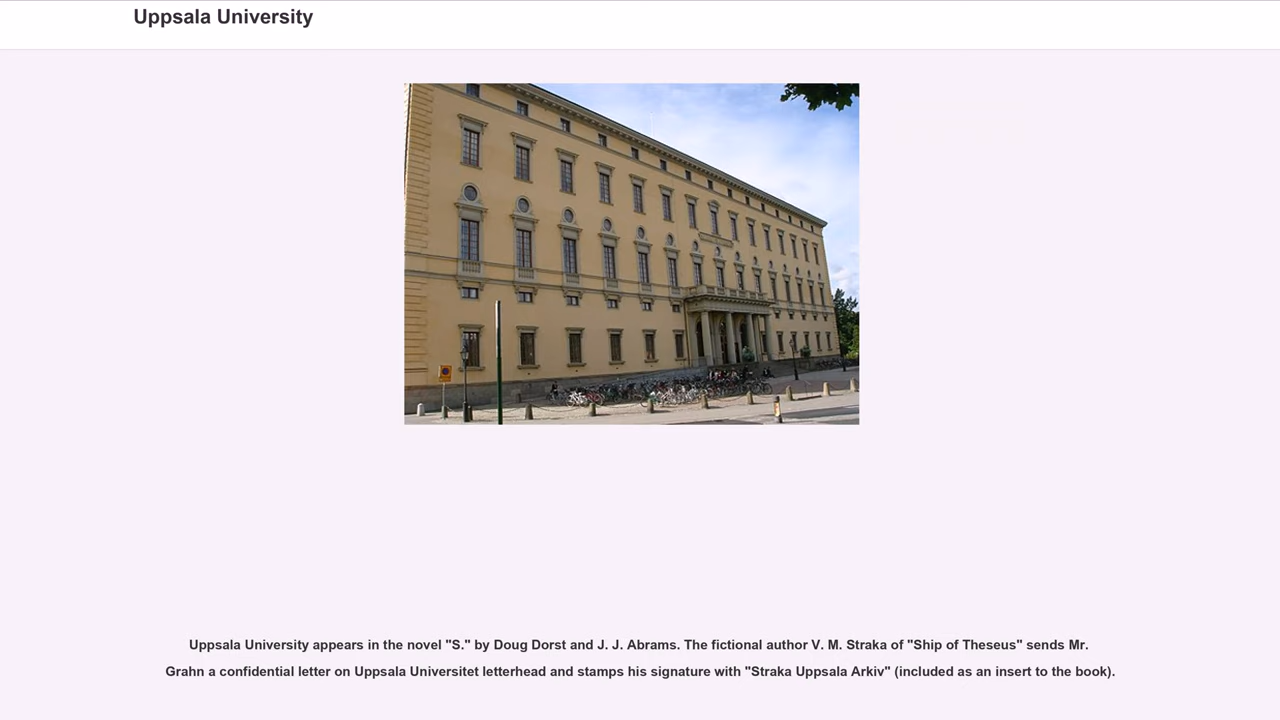 Uppsala University
Uppsala University appears in the novel "S." by Doug Dorst and J. J. Abrams. The fictional author V. M. Straka of "Ship of Theseus" sends Mr.
Grahn a confidential letter on Uppsala Universitet letterhead and stamps his signature with "Straka Uppsala Arkiv" (included as an insert to the book).